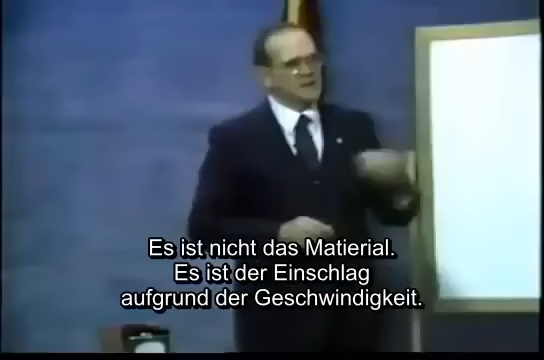 Es ist nicht das Matierial.
Es ist der Einschlag
aufgrund der Geschwindigkeit.